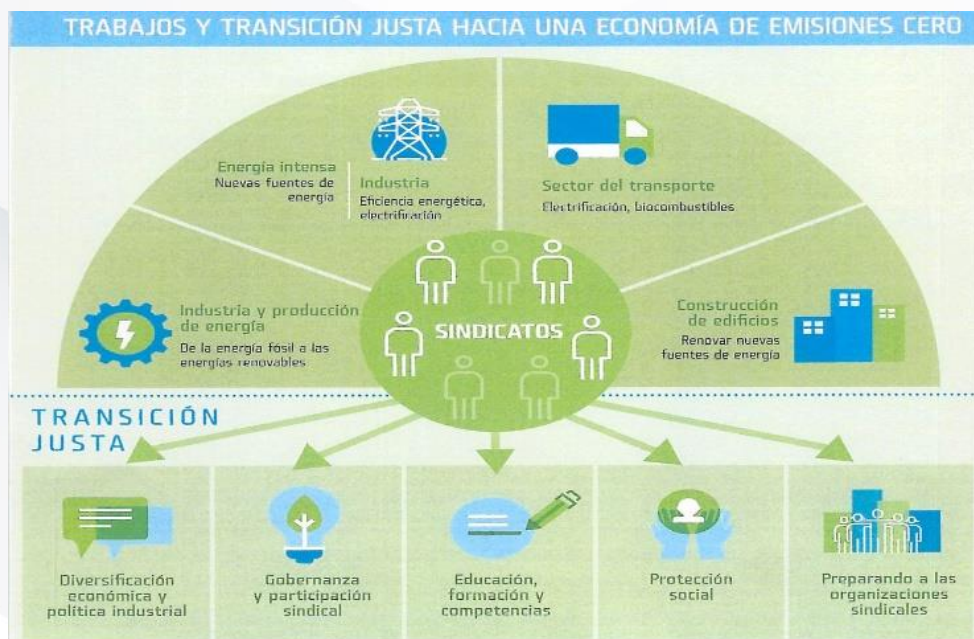 TRABAJOS Y TRANSICIÓN JUSTA HACIA UNA ECONOMÍA DE EMISIONES CERO
Energía intensa
Nuevas fuentes de
energía
Industria
Eficiencia energética,
electrificación
Sector del transporte
Electrificación, biocombustibles
Industria y producción
de energía
De la energía fósil a las
energías renovables
SINDICATOS
Construcción
de edificios
Renovar nuevas
fuentes de energía
TRANSICIÓN
JUSTA
Diversificación
económica y
política industrial
Gobernanza
y participación
sindical
Educación,
formación y
competencias
Protección
social
Preparando a las
organizaciones
sindicales